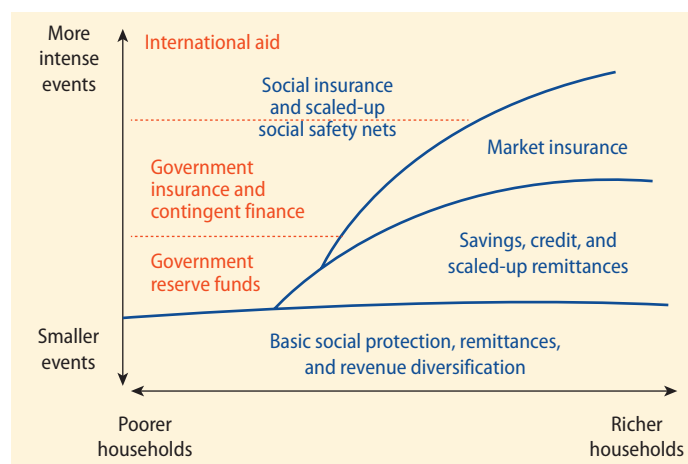 More
intense
events
International aid
Social insurance
and scaled-up
social safety nets
Market insurance
Government
insurance and
contingent finance
Savings, credit, and
scaled-up remittances
Government
reserve funds
Smaller
events
Basic social protection, remittances,
and revenue diversification
Poorer
households
Richer
households